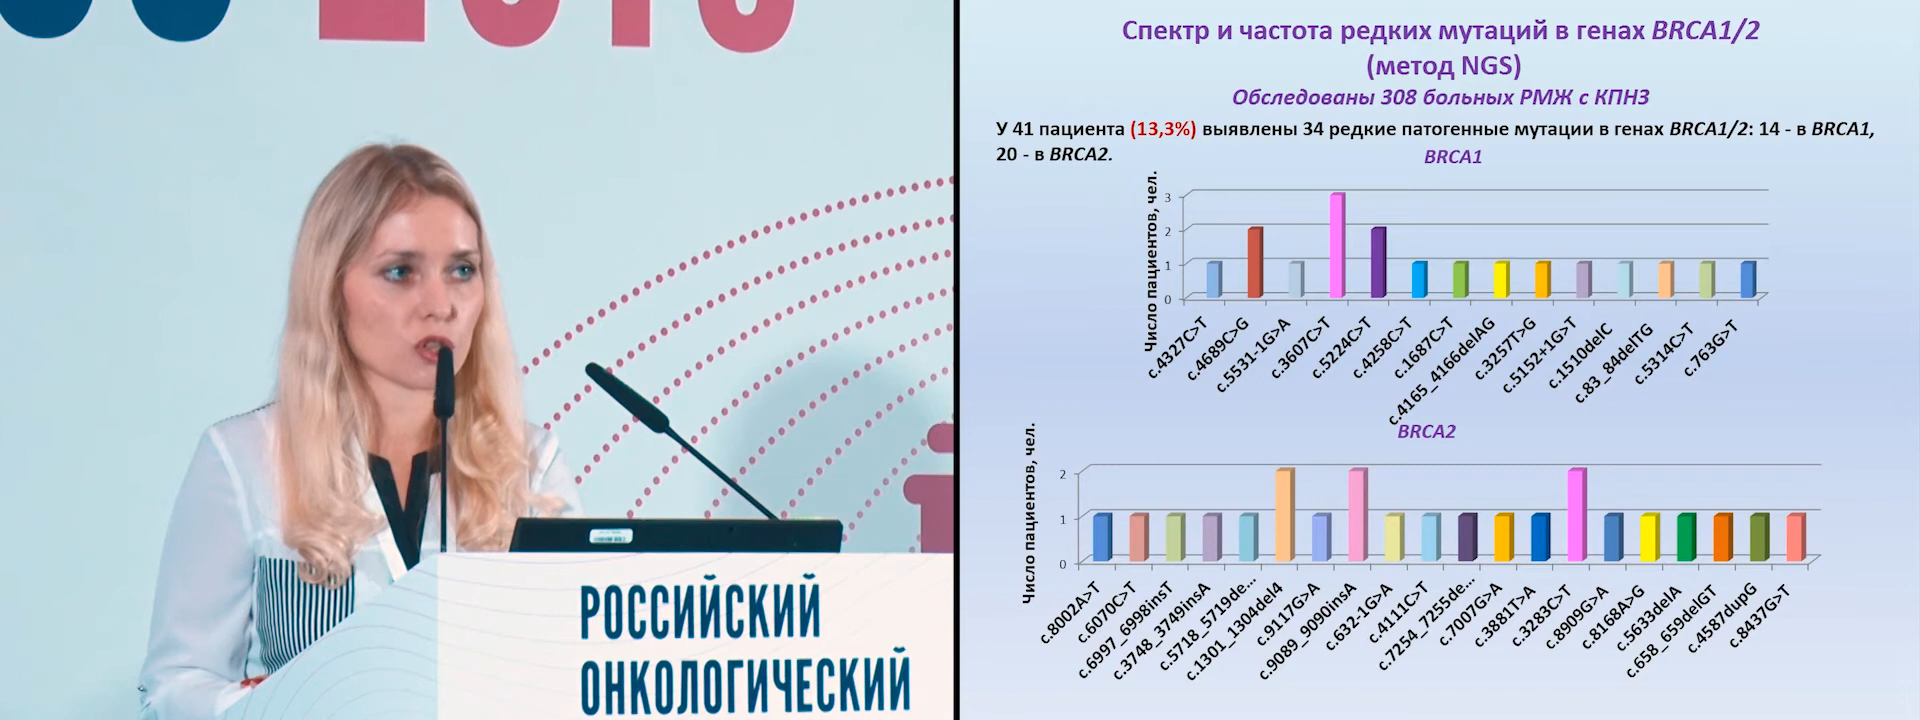 РОССИЙСКИЙ
ОНКОЛОГИЧЕСКИЙ
Спектр и частота редких мутаций в генах BRCA1/2
(метод NGS)
Обследованы 308 больных РМЖ с КПНЗ
У 41 пациента (13,3%) выявлены 34 редкие патогенные мутации в генах BRCA1/2: 14 - в BRCA1,
20 - в BRCA2.
BRCA1
Число пациентов, чел.
3
2
1
0
c.4327C>T
c.4689C>G
c.5531-1G>A
c.3607C>T
c.5224C>T
c.4258C>T
c.1687C>T
c.4165_4166delAG
c.3257T>G
c.5152+1G>T
c.1510delC
c.83_84delTG
c.5314C>T
c.763G>T
BRCA2
Число пациентов, чел.
2
1
0
c.8002A>T
c.6070C>T
c.6997_6998insT
c.3748_3749insA
c.5718_5719de...
c.1301_1304del4
c.9117G>A
c.9089_9090insA
c.632-1G>A
c.4111C>T
c.7254_7255de...
c.7007G>A
c.3881T>A
c.3283C>T
c.8909G>A
c.8168A>G
c.5633delA
c.658_659delGT
c.4587dupG
c.8437G>T